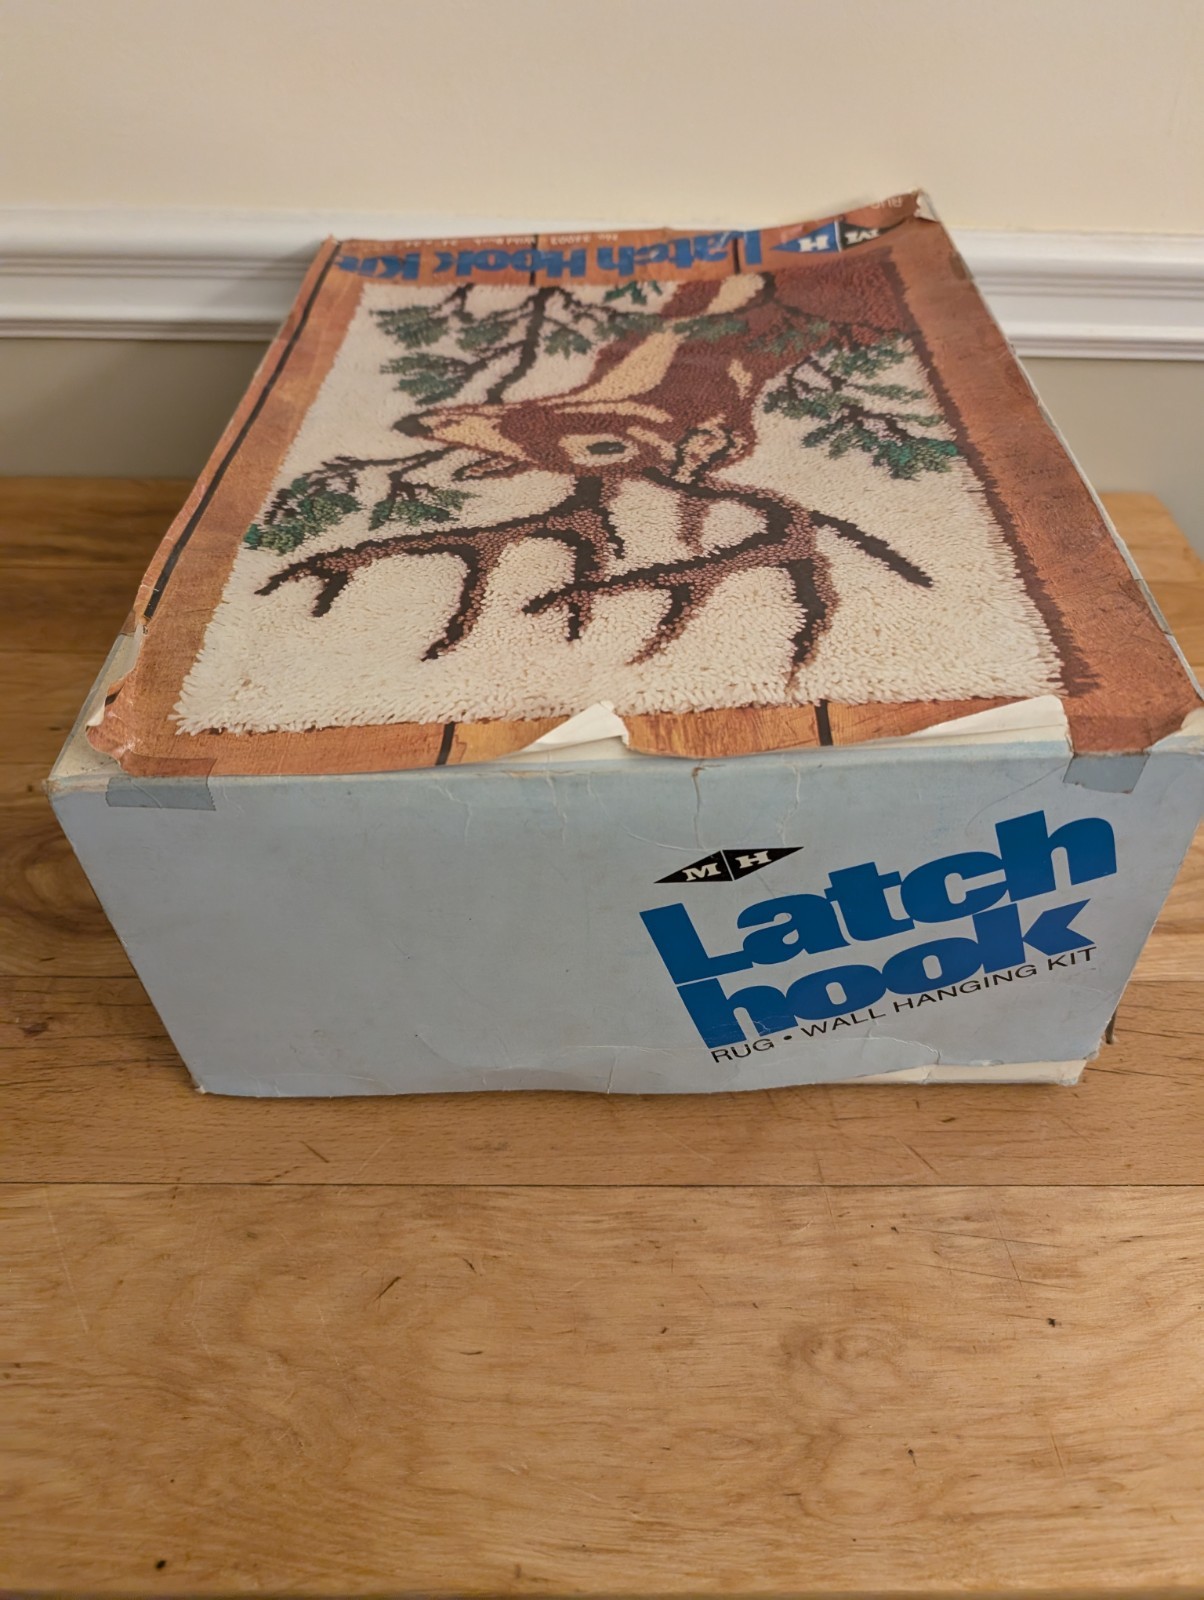 M H
Latch Hook Kit
M H
Latch
hook
RUG • WALL HANGING KIT